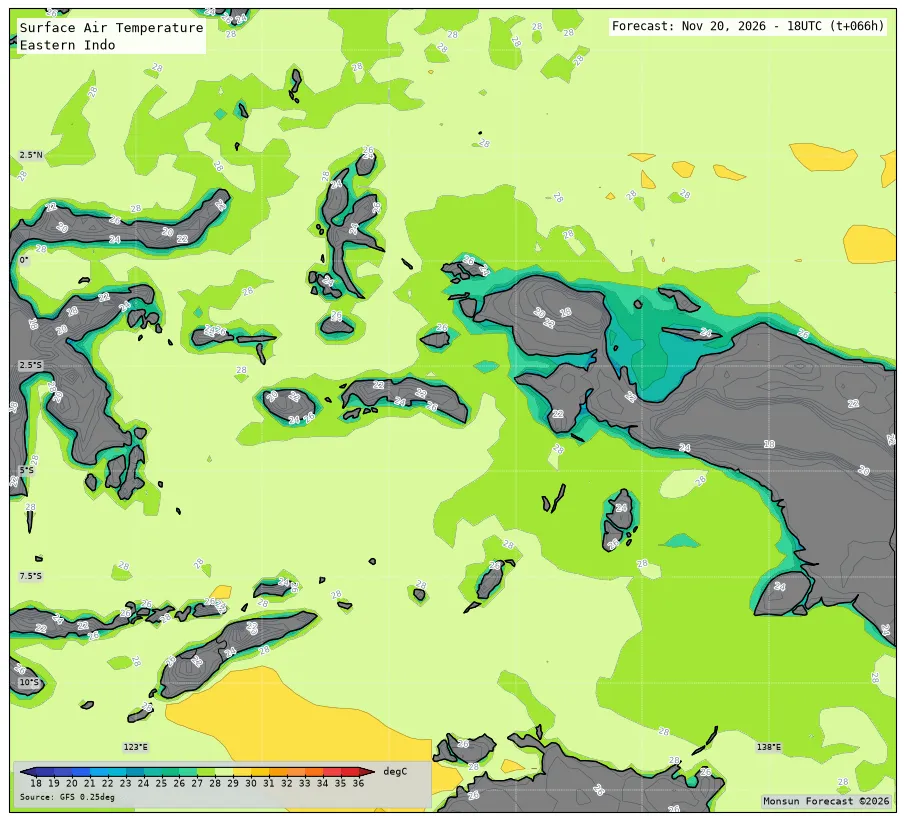 Surface Air Temperature
Eastern Indo
Forecast: Nov 20, 2026 - 18UTC (t+066h)
2.5°N
0°
2.5°S
5°S
7.5°S
10°S
123°E
138°E
18 19 20 21 22 23 24 25 26 27 28 29 30 31 32 33 34 35 36
degC
Source: GFS 0.25deg
Monsun Forecast ©2026